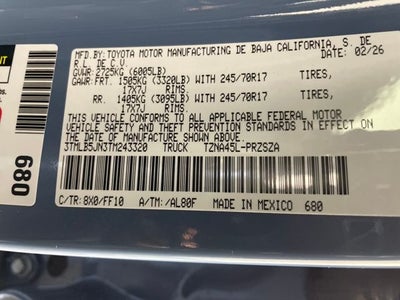 MFD.BY: TOYOTA MOTOR MANUFACTURING DE BAJA CALIFORNIA, S. DE
R.L. DE C.V. DATE: 02/26
GVWR: 2725KG (6005LB)
GAWR: FRT. 1505KG (3320LB) WITH 245/70R17 TIRES,
17X7J RIMS.
RR. 1405KG (3095LB) WITH 245/70R17 TIRES,
17X7J RIMS.
THIS VEHICLE CONFORMS TO ALL APPLICABLE FEDERAL MOTOR
VEHICLE SAFETY AND THEFT PREVENTION STANDARDS IN EFFECT
ON THE DATE OF MANUFACTURE SHOWN ABOVE.
3TMLB5JN3TM243320 TRUCK TZNA45L-PRZSZA
C/TR: 8X0/FF10 A/TM: /AL80F MADE IN MEXICO 680
680